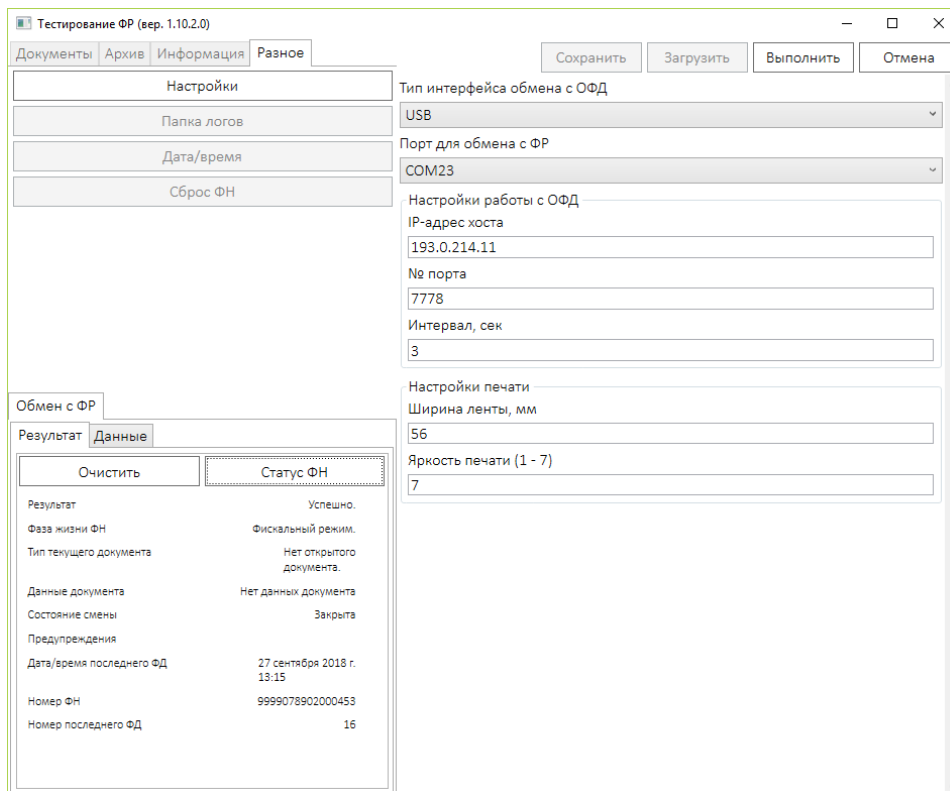 Тестирование ФР (вер. 1.10.2.0)
Документы Архив Информация Разное
Сохранить Загрузить Выполнить Отмена
Настройки
Папка логов
Дата/время
Сброс ФН
Тип интерфейса обмена с ОФД
USB
Порт для обмена с ФР
COM23
Настройки работы с ОФД
IP-адрес хоста
193.0.214.11
№ порта
7778
Интервал, сек
3
Настройки печати
Ширина ленты, мм
56
Яркость печати (1 - 7)
7
Обмен с ФР
Результат Данные
Очистить Статус ФН
Результат Успешно.
Фаза жизни ФН Фискальный режим.
Тип текущего документа Нет открытого
документа.
Данные документа Нет данных документа
Состояние смены Закрыта
Предупреждения
Дата/время последнего ФД 27 сентября 2018 г.
13:15
Номер ФН 9999078902000453
Номер последнего ФД 16